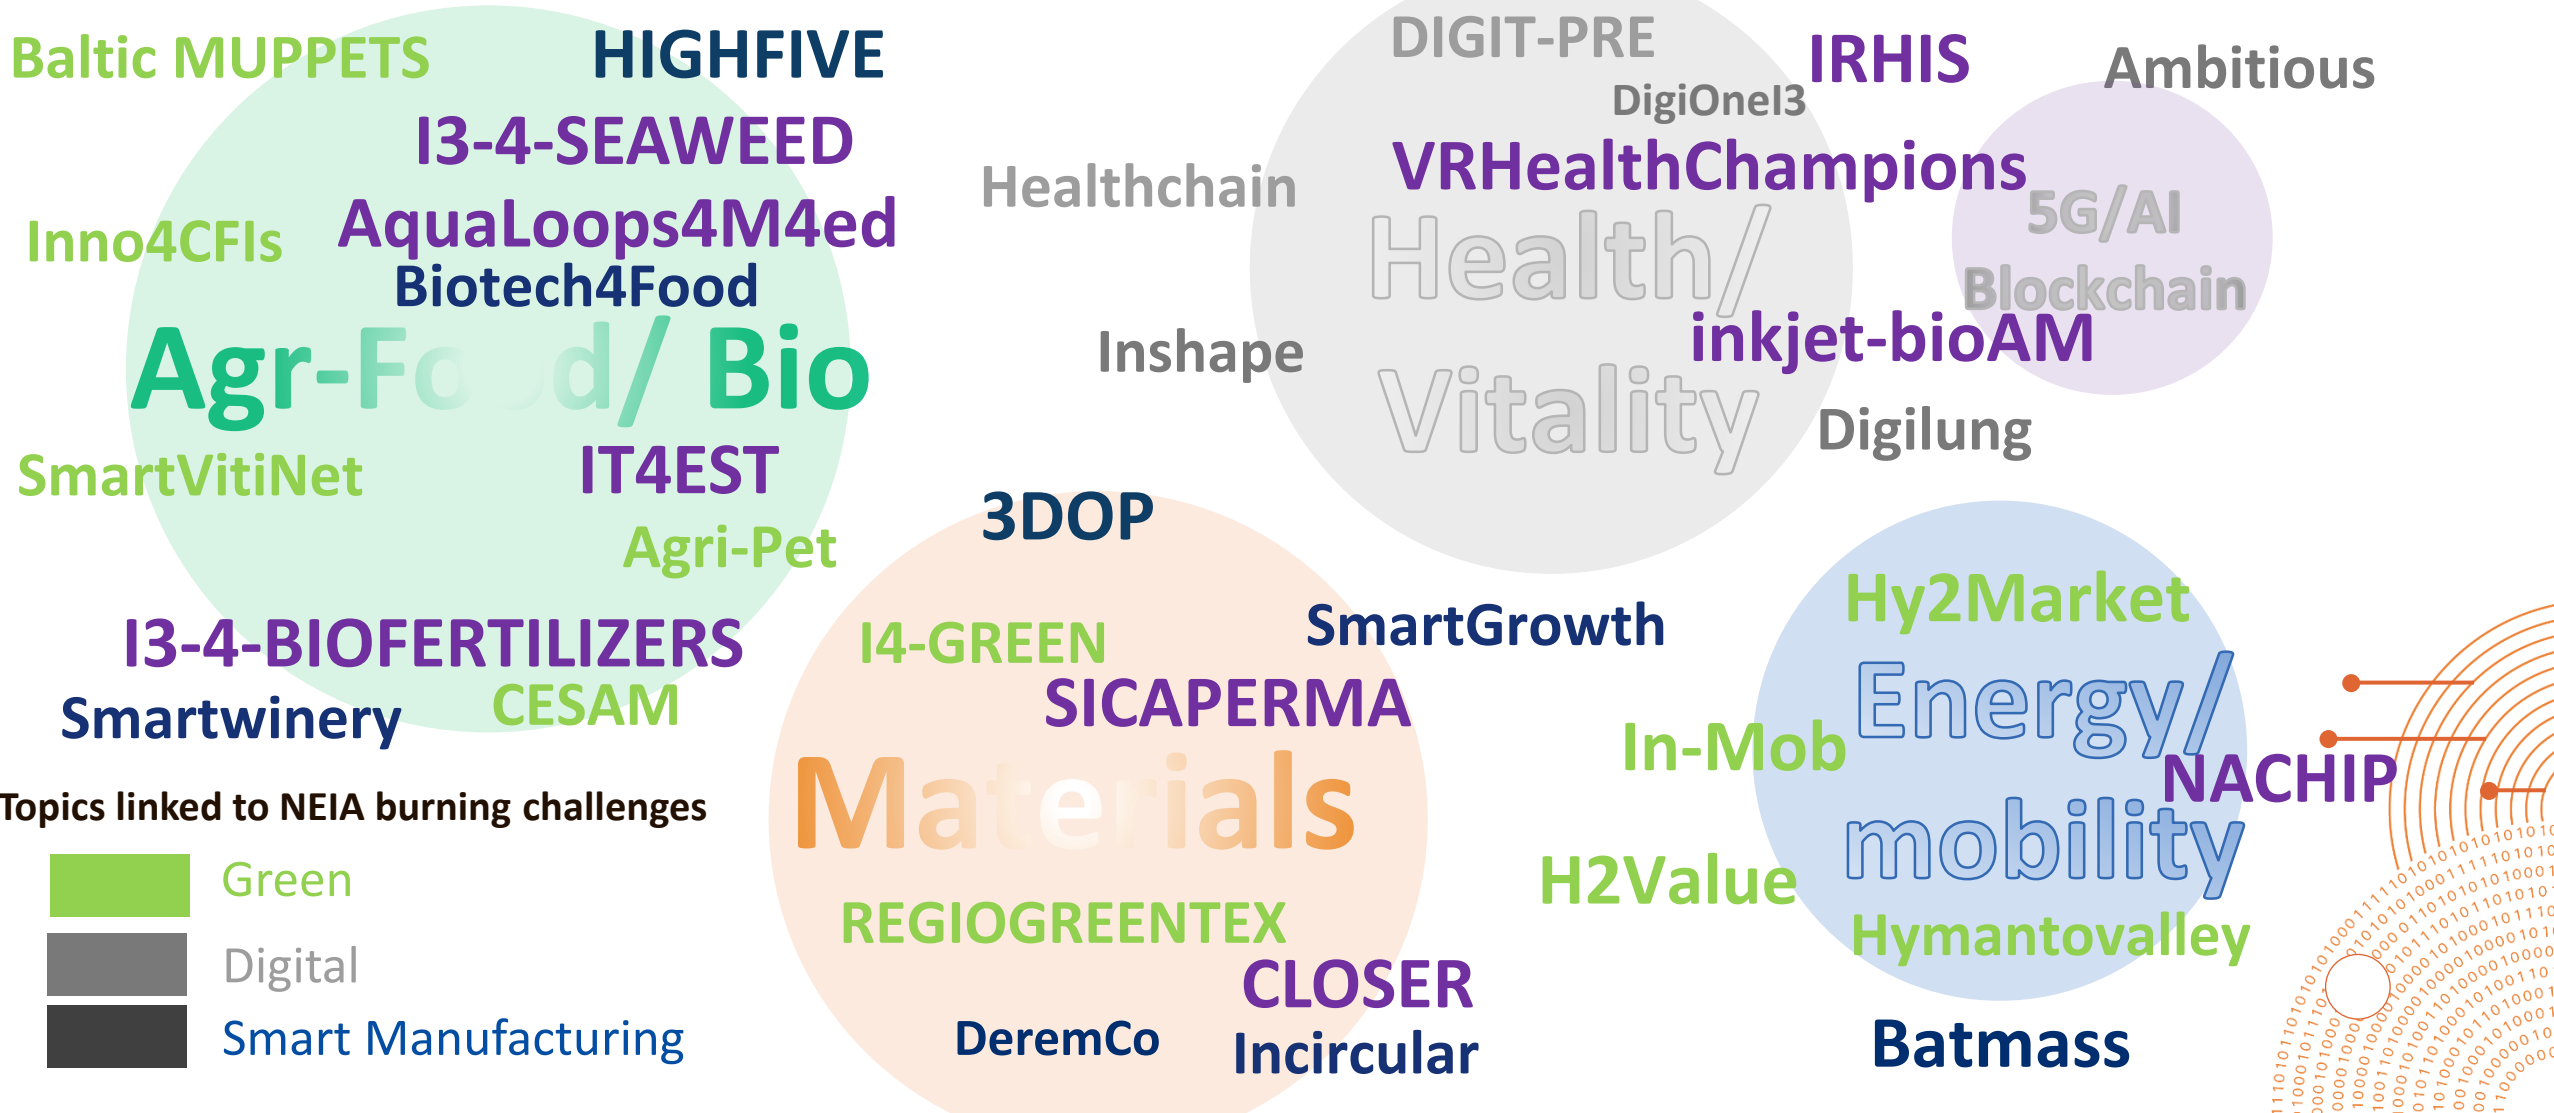 Baltic MUPPETS
HIGHFIVE
I3-4-SEAWEED
Inno4CFIs
AquaLoops4M4ed
Biotech4Food
Agr-Food/ Bio
SmartVitiNet
IT4EST
Agri-Pet
I3-4-BIOFERTILIZERS
Smartwinery
CESAM
DIGIT-PRE
IRHIS
Ambitious
DigiOneI3
Healthchain
VRHealthChampions
Health/
Vitality
5G/AI
Blockchain
Inshape
inkjet-bioAM
Digilung
3DOP
I4-GREEN
SmartGrowth
SICAPERMA
Materials
REGIOGREENTEX
CLOSER
DeremCo
Incircular
Hy2Market
Energy/
mobility
In-Mob
NACHIP
H2Value
Hymantovalley
Batmass
Topics linked to NEIA burning challenges
Green
Digital
Smart Manufacturing